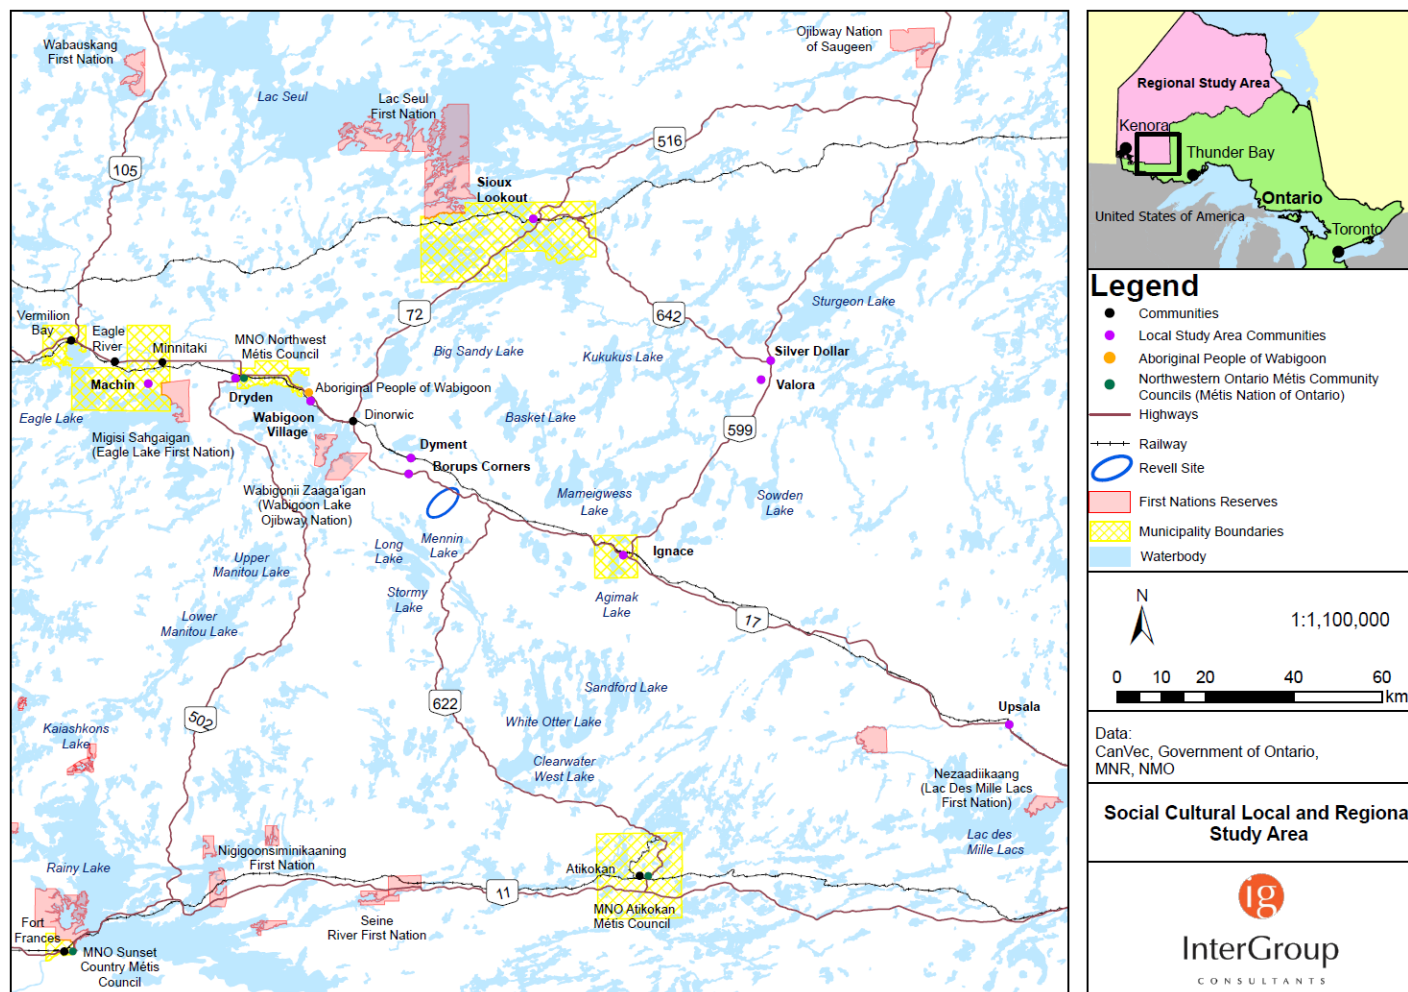 Wabauskang
First Nation
Ojibway Nation
of Saugeen
Lac Seul
Lac Seul
First Nation
105
516
Sioux
Lookout
72
642
Sturgeon Lake
Vermilion
Bay
Eagle
River
Minnitaki
MNO Northwest
Métis Council
Big Sandy Lake
Kukukus Lake
Silver Dollar
Valora
Machin
Dryden
Aboriginal People of Wabigoon
Wabigoon
Village
Dinorwic
Basket Lake
599
Eagle Lake
Migisi Sahgaigan
(Eagle Lake First Nation)
Dyment
Borups Corners
Wabigonii Zaaga'igan
(Wabigoon Lake
Ojibway Nation)
Mameigwess
Lake
Sowden
Lake
Mennin
Lake
Long
Lake
Upper
Manitou Lake
Ignace
Stormy
Lake
Agimak
Lake
Lower
Manitou Lake
17
Sandford Lake
622
502
White Otter Lake
Upsala
Kaiashkons
Lake
Clearwater
West Lake
Nezaadiikaang
(Lac Des Mille Lacs
First Nation)
Lac des
Mille Lacs
Rainy Lake
Nigigoonsiminikaaning
First Nation
Atikokan
11
MNO Atikokan
Métis Council
Seine
River First Nation
Fort
Frances
MNO Sunset
Country Métis
Council
Regional Study Area
Kenora
Thunder Bay
Ontario
United States of America
Toronto
Legend
Communities
Local Study Area Communities
Aboriginal People of Wabigoon
Northwestern Ontario Métis Community
Councils (Métis Nation of Ontario)
Highways
Railway
Revell Site
First Nations Reserves
Municipality Boundaries
Waterbody
N
1:1,100,000
0 10 20 40 60
km
Data:
CanVec, Government of Ontario,
MNR, NMO
Social Cultural Local and Regiona
Study Area
ig
InterGroup
CONSULTANTS